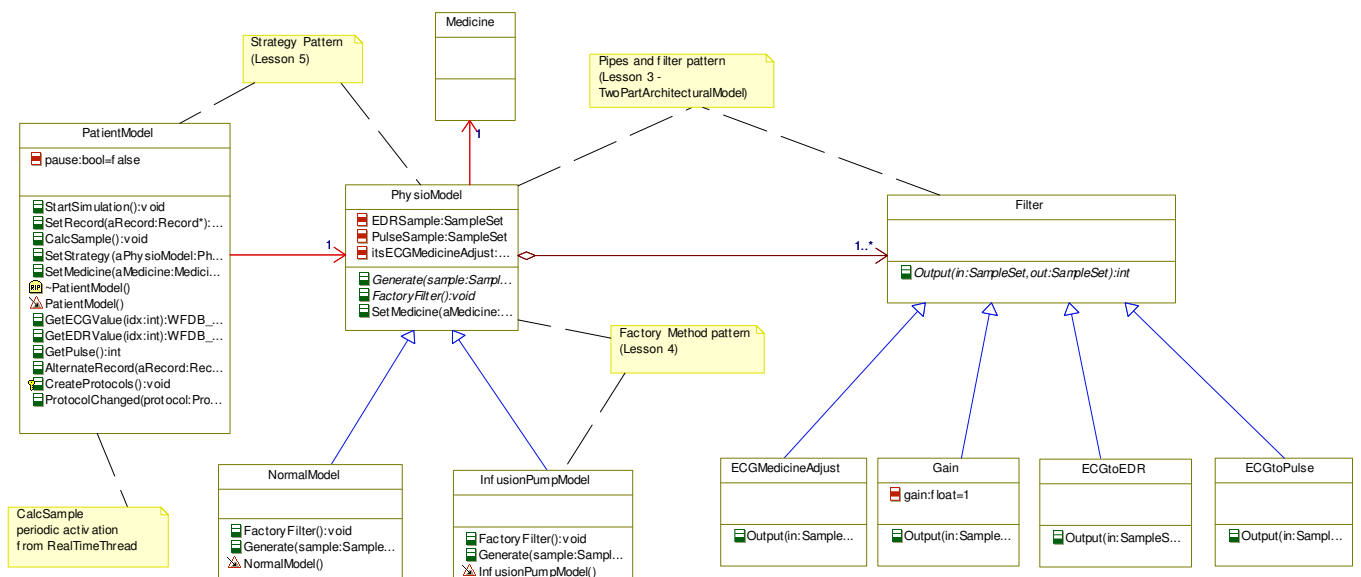 Strategy Pattern
(Lesson 5)
Medicine
Pipes and filter pattern
(Lesson 3 -
TwoPartArchitecturalModel)
PatientModel
pause:bool=false
StartSimulation():void
SetRecord(aRecord:Record*):...
CalcSample():void
SetStrategy(aPhysioModel:Ph...
SetMedicine(aMedicine:Medici...
RIP ~PatientModel()
PatientModel()
GetECGValue(idx:int):WFDB_...
GetEDRValue(idx:int):WFDB_...
GetPulse():int
AlternateRecord(aRecord:Rec...
CreateProtocols():void
ProtocolChanged(protocol:Pro...
1
1
PhysioModel
EDRSample:SampleSet
PulseSample:SampleSet
itsECGMedicineAdjust:...
Generate(sample:Sampl...
FactoryFilter():void
SetMedicine(aMedicine:...
1..*
Filter
Output(in:SampleSet,out:SampleSet):int
Factory Method pattern
(Lesson 4)
CalcSample
periodic activation
from RealTimeThread
NormalModel
FactoryFilter():void
Generate(sample:Sample...
NormalModel()
InfusionPumpModel
FactoryFilter():void
Generate(sample:Sampl...
InfusionPumpModel()
ECGMedicineAdjust
Output(in:Sample...
Gain
gain:float=1
Output(in:Sample...
ECGtoEDR
Output(in:SampleS...
ECGtoPulse
Output(in:Sampl...